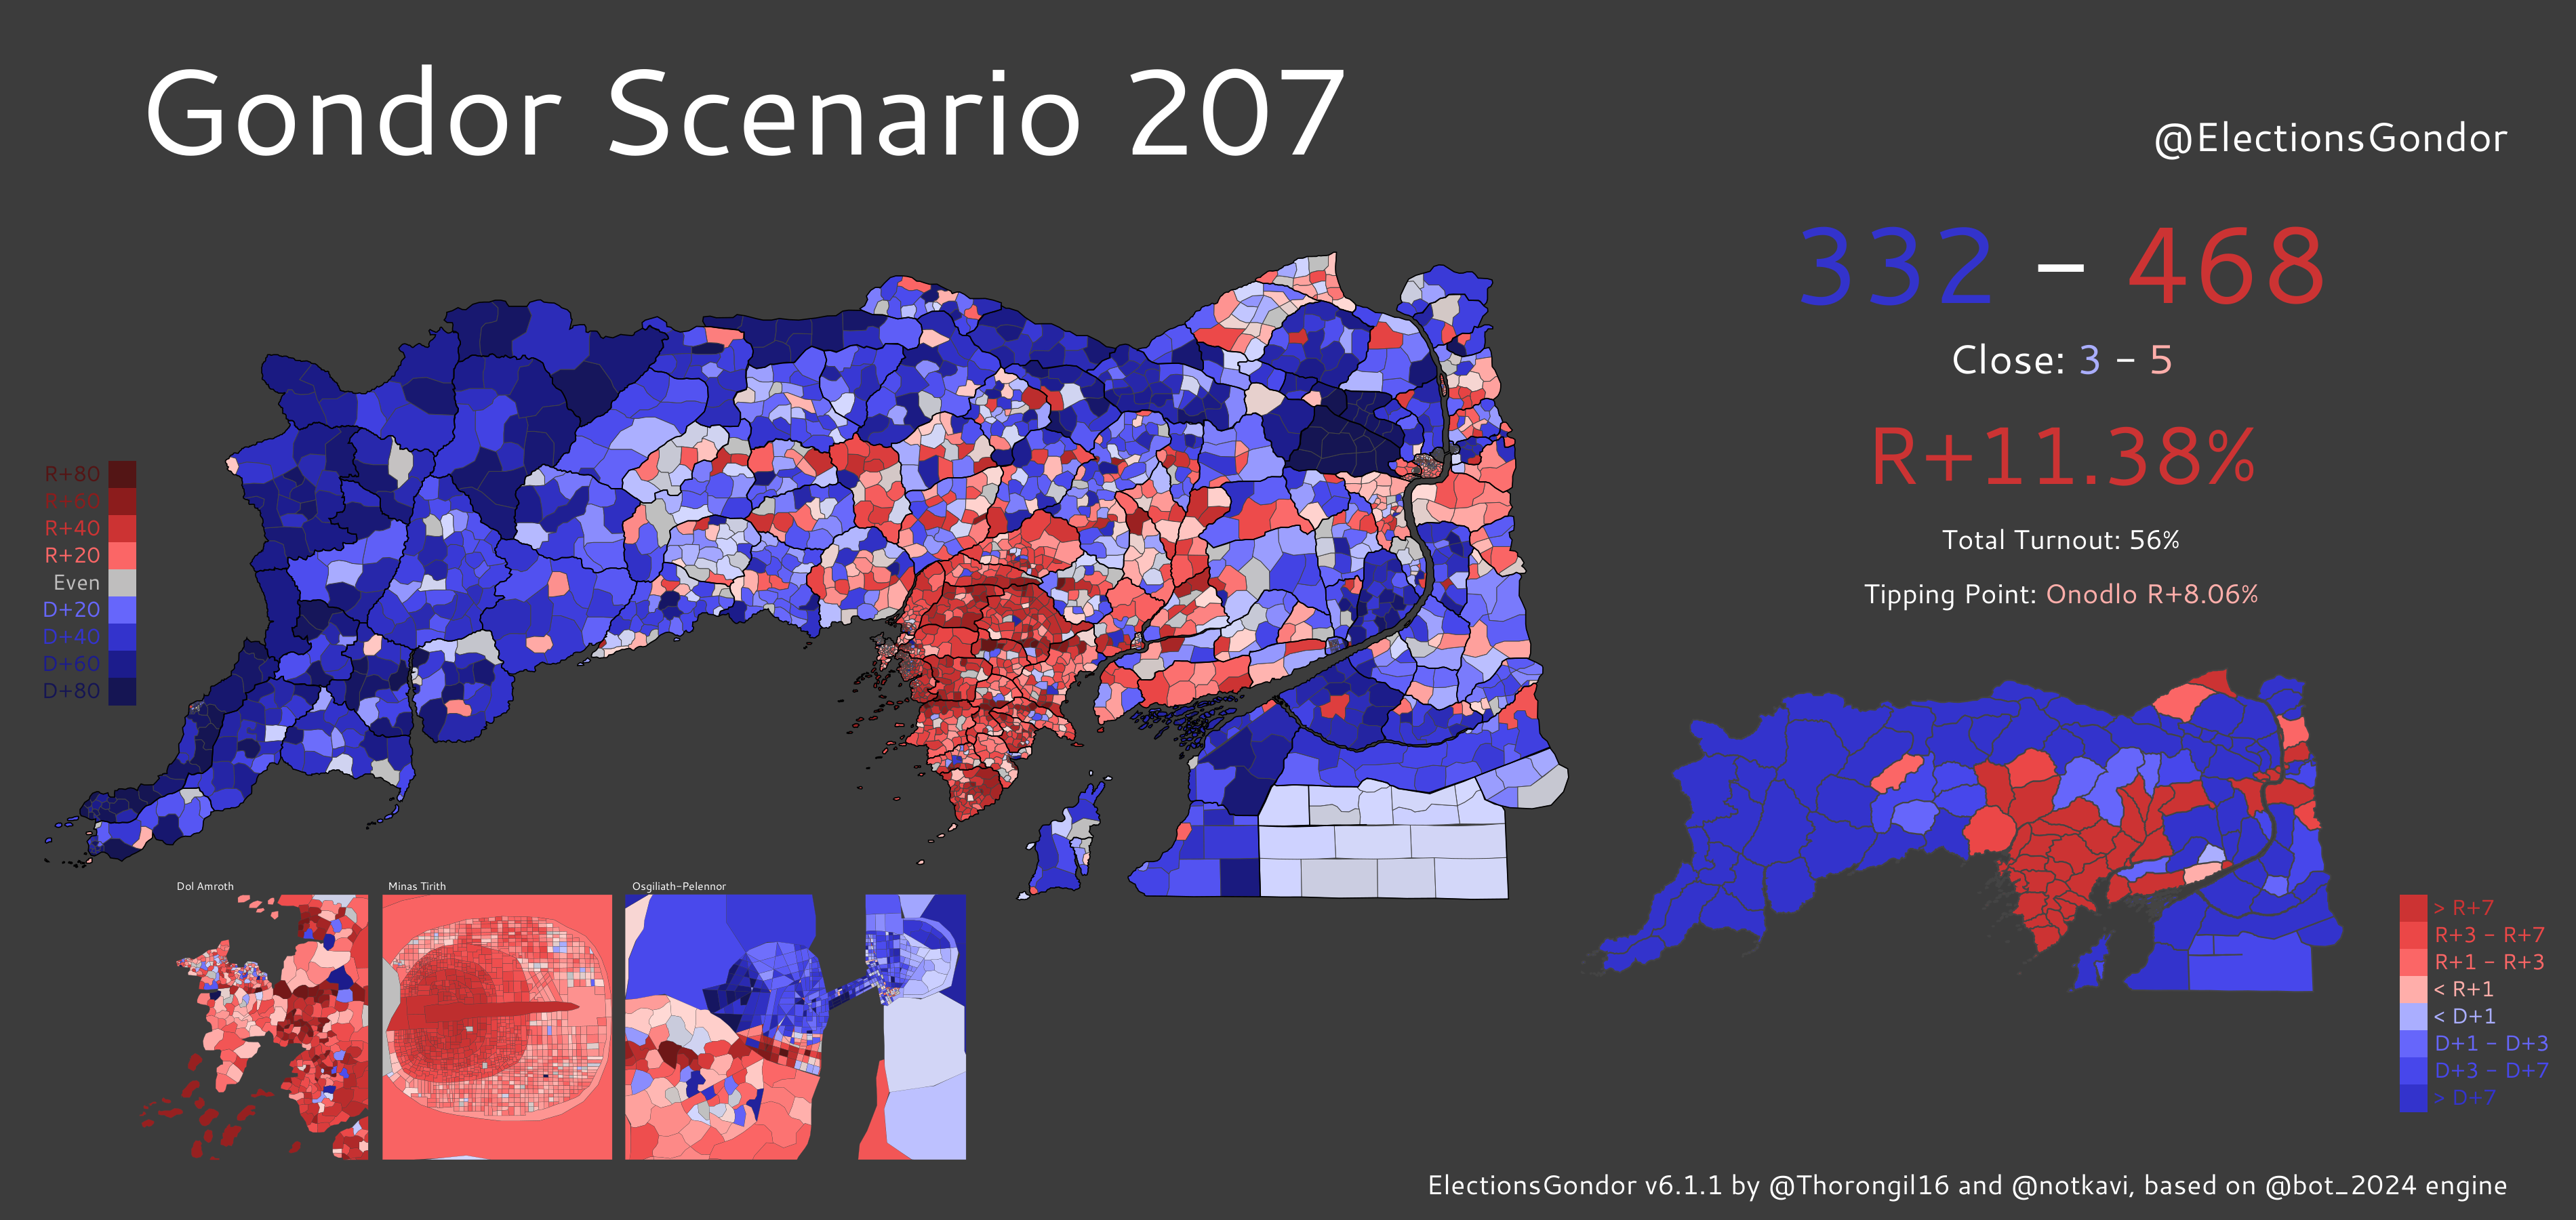 Gondor Scenario 207
@ElectionsGondor
332 – 468
Close: 3 - 5
R+11.38%
Total Turnout: 56%
Tipping Point: Onodlo R+8.06%
R+80
R+60
R+40
R+20
Even
D+20
D+40
D+60
D+80
Dol Amroth
Minas Tirith
Osgiliath-Pelennor
> R+7
R+3 - R+7
R+1 - R+3
< R+1
< D+1
D+1 - D+3
D+3 - D+7
> D+7
ElectionsGondor v6.1.1 by @Thorongil16 and @notkavi, based on @bot_2024 engine